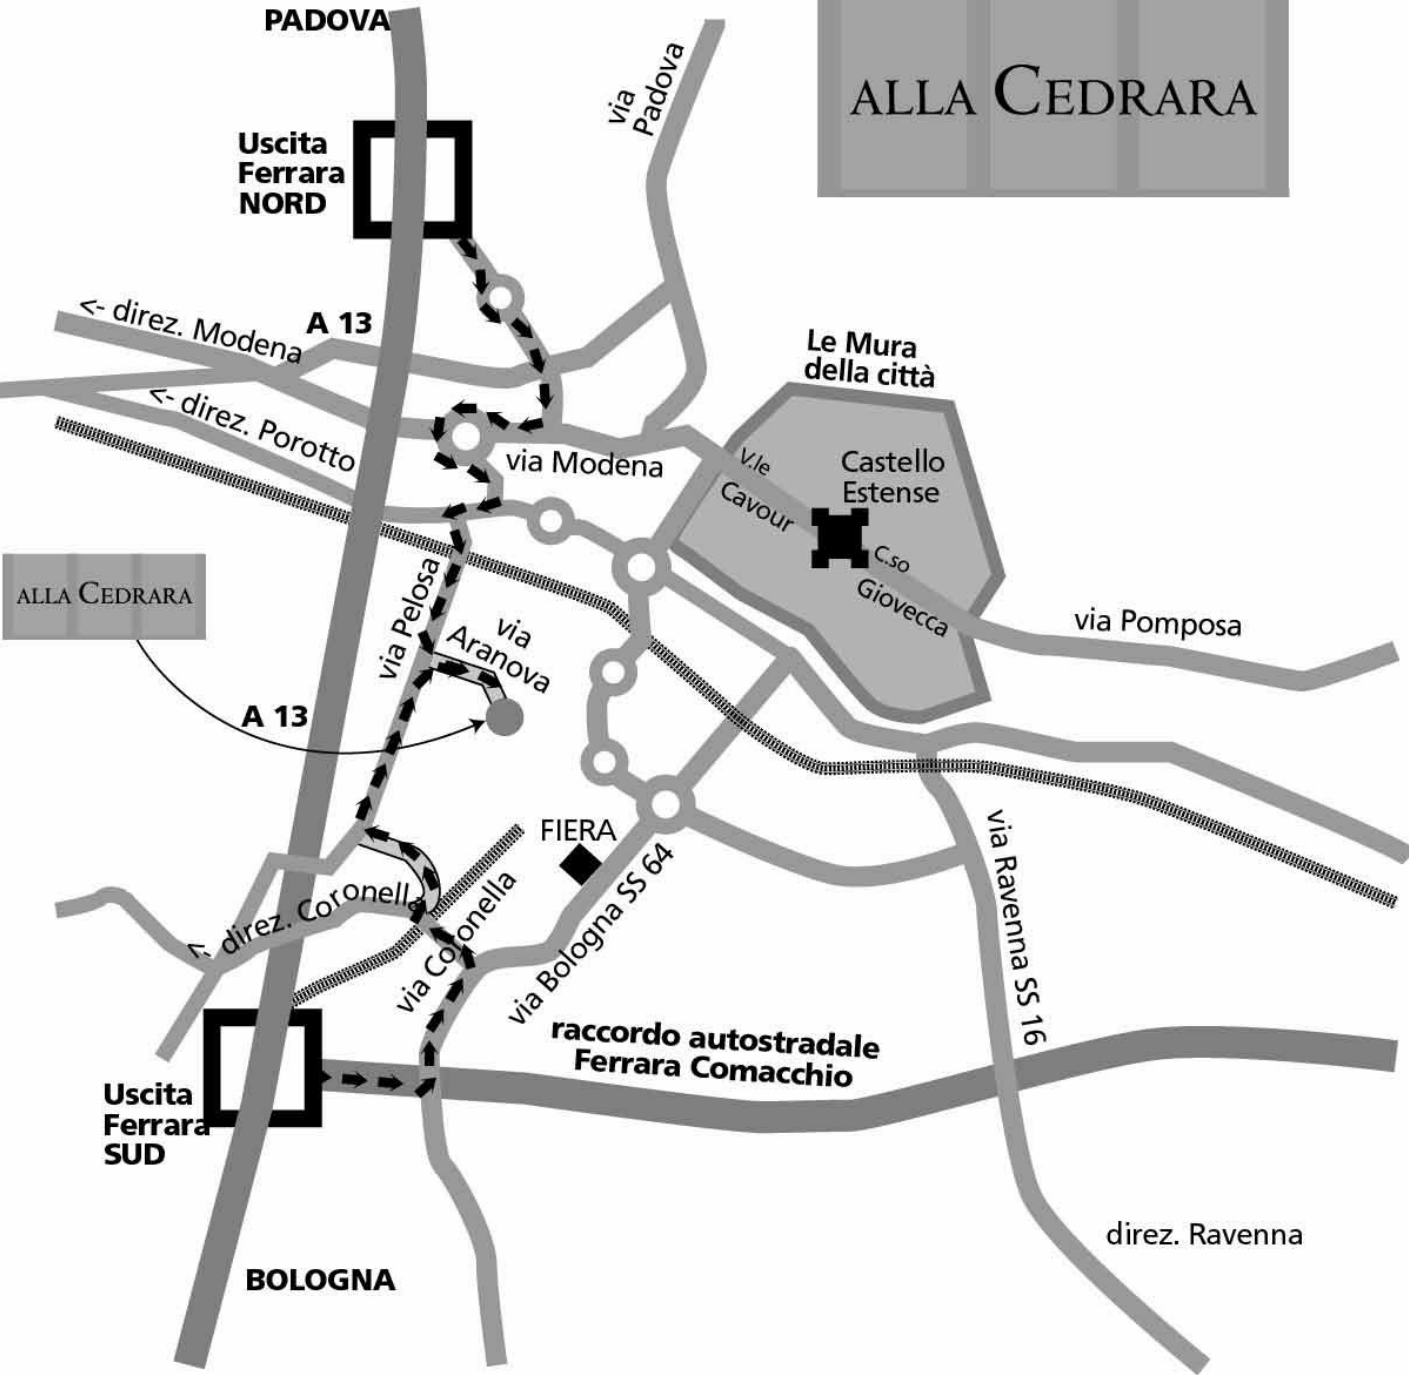 PADOVA
via
Padova
ALLA CEDRARA
Uscita
Ferrara
NORD
<- direz. Modena
A 13
Le Mura
della città
<- direz. Porotto
via Modena
V.le
Cavour
Castello
Estense
C.so
Giovecca
ALLA CEDRARA
via Pelosa
via
Aranova
via Pomposa
A 13
FIERA
<- direz. Coronella
via Coronella
via Bologna SS 64
via Ravenna SS 16
raccordo autostradale
Ferrara Comacchio
Uscita
Ferrara
SUD
direz. Ravenna
BOLOGNA